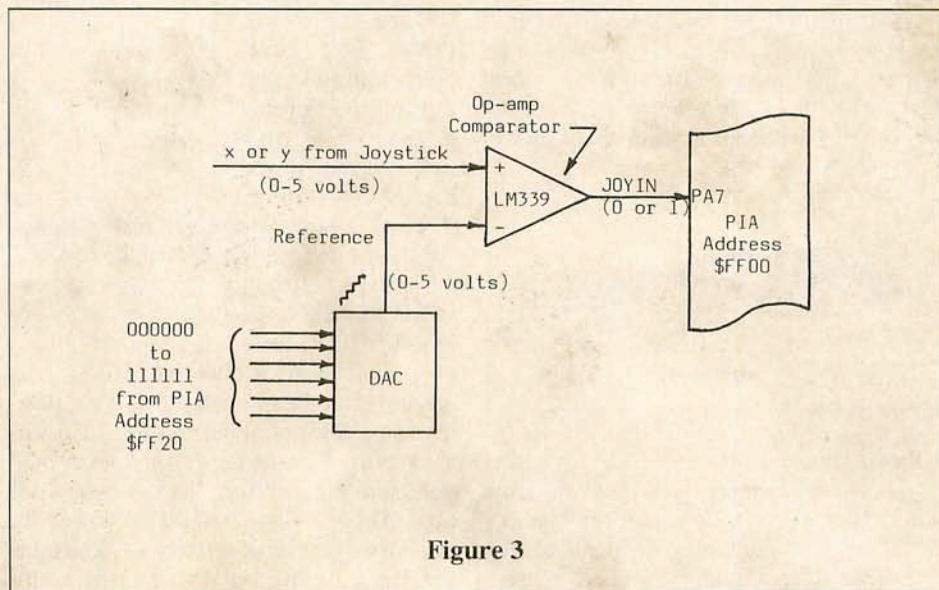 Op-amp
Comparator
x or y from Joystick
(0-5 volts)
+
LM339
-
JOYIN
(0 or 1)
PA7
PIA
Address
$FF00
Reference
(0-5 volts)
000000
to
111111
from PIA
Address
$FF20
DAC
Figure 3